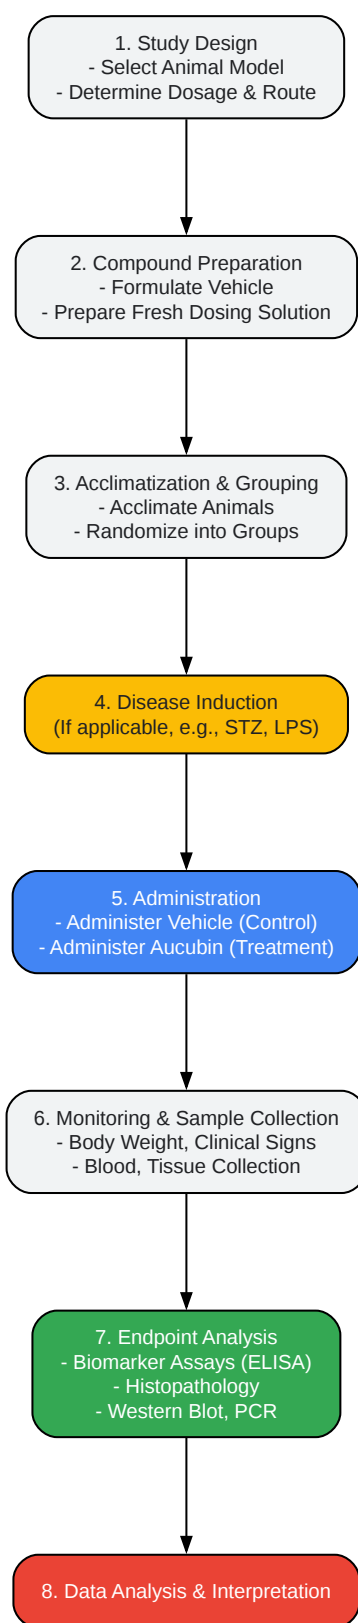 1. Study Design
- Select Animal Model
- Determine Dosage & Route
2. Compound Preparation
- Formulate Vehicle
- Prepare Fresh Dosing Solution
3. Acclimatization & Grouping
- Acclimate Animals
- Randomize into Groups
4. Disease Induction
(If applicable, e.g., STZ, LPS)
5. Administration
- Administer Vehicle (Control)
- Administer Aucubin (Treatment)
6. Monitoring & Sample Collection
- Body Weight, Clinical Signs
- Blood, Tissue Collection
7. Endpoint Analysis
- Biomarker Assays (ELISA)
- Histopathology
- Western Blot, PCR
8. Data Analysis & Interpretation